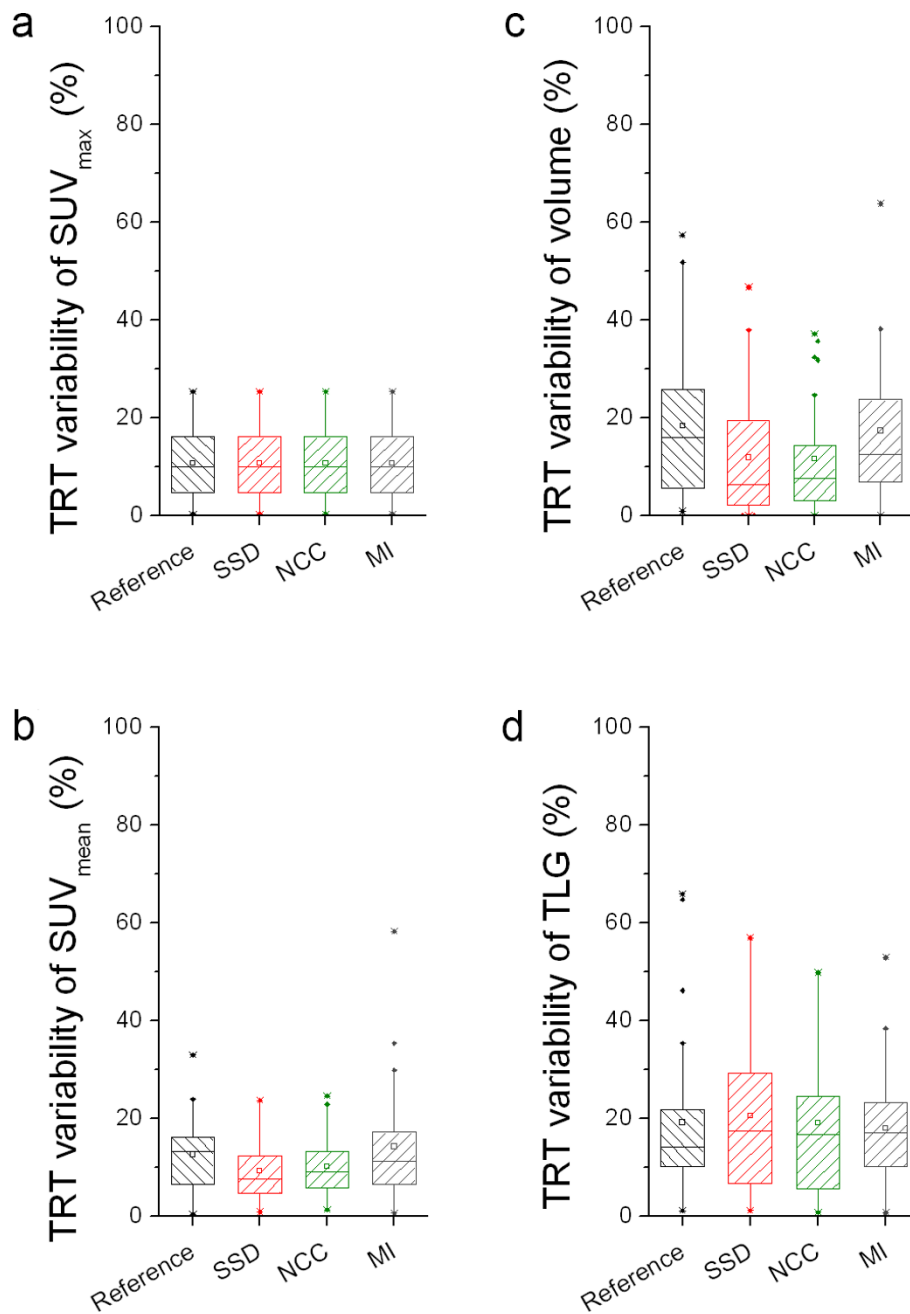 a
TRT variability of SUVmax (%)
100
80
60
40
20
0
Reference
SSD
NCC
MI
c
TRT variability of volume (%)
100
80
60
40
20
0
Reference
SSD
NCC
MI
b
TRT variability of SUVmean (%)
100
80
60
40
20
0
Reference
SSD
NCC
MI
d
TRT variability of TLG (%)
100
80
60
40
20
0
Reference
SSD
NCC
MI